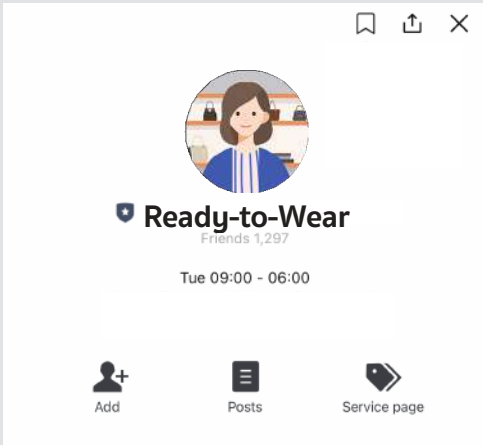 Ready-to-Wear
Friends 1,297
Tue 09:00 - 06:00
Add
Posts
Service page